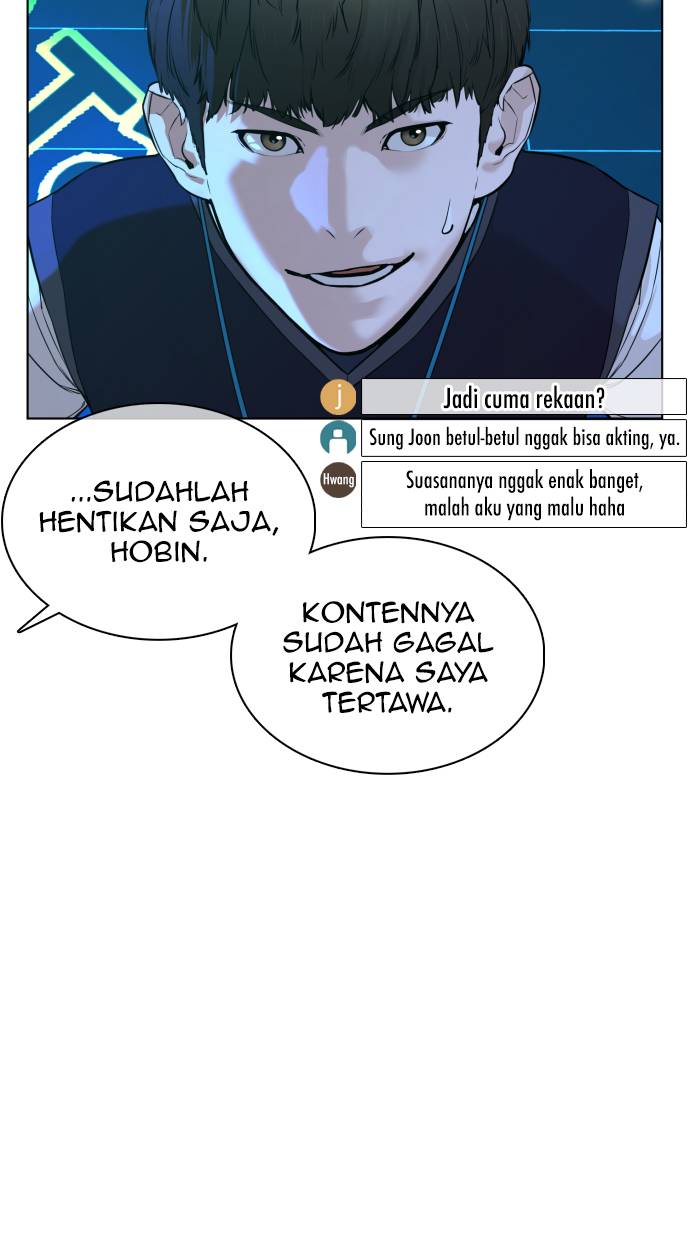 j
Jadi cuma rekaan?
Sung Joon betul-betul nggak bisa akting, ya.
Hwang
Suasananya nggak enak banget,
malah aku yang malu haha
...SUDAHLAH
HENTIKAN SAJA,
HOBIN.
KONTENNYA
SUDAH GAGAL
KARENA SAYA
TERTAWA.